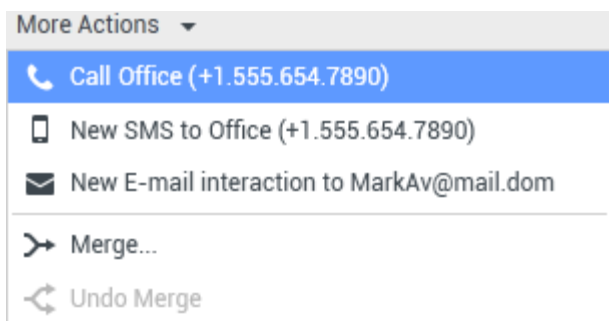 More Actions
Call Office (+1.555.654.7890)
New SMS to Office (+1.555.654.7890)
New E-mail interaction to MarkAv@mail.dom
Merge...
Undo Merge